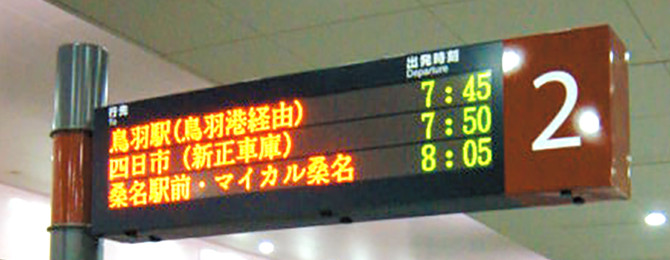 行先
To
出発時刻
Departure
鳥羽駅(鳥羽港経由) 7:45
四日市(新正車庫) 7:50
桑名駅前・マイカル桑名 8:05
2